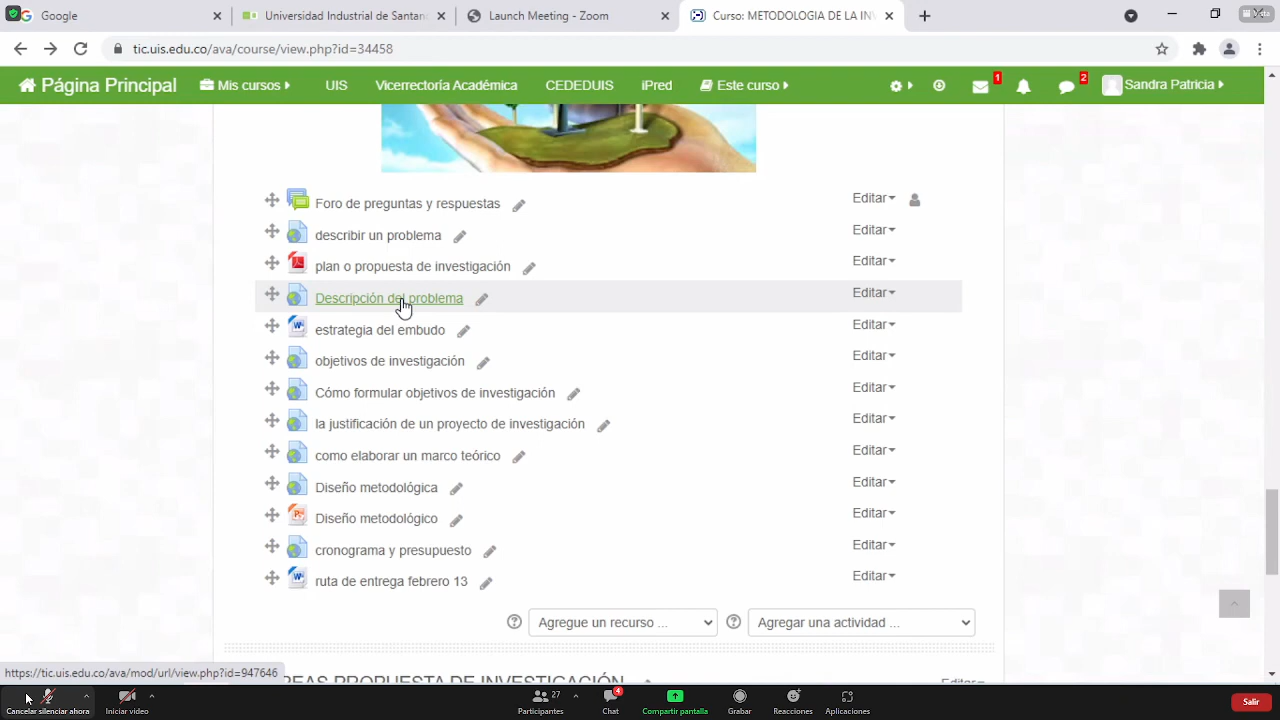 Google
Universidad Industrial de Santan
Launch Meeting - Zoom
Curso: METODOLOGIA DE LA IN
Vista
tic.uis.edu.co/ava/course/view.php?id=34458
Página Principal
Mis cursos
UIS
Vicerrectoría Académica
CEDEDUIS
iPred
Este curso
1
2
Sandra Patricia
Foro de preguntas y respuestas
Editar
describir un problema
Editar
plan o propuesta de investigación
Editar
Descripción del problema
Editar
estrategia del embudo
Editar
objetivos de investigación
Editar
Cómo formular objetivos de investigación
Editar
la justificación de un proyecto de investigación
Editar
como elaborar un marco teórico
Editar
Diseño metodológica
Editar
Diseño metodológico
Editar
cronograma y presupuesto
Editar
ruta de entrega febrero 13
Editar
Agregue un recurso ...
Agregar una actividad ...
https://tic.uis.edu.co/ava/mod/url/view.php?id=947646
REAS PROPUESTA DE INVESTIGACIÓN
Editar
Cancelar silenciar ahora
Iniciar video
27
Participantes
4
Chat
Compartir pantalla
Grabar
Reacciones
Aplicaciones
Salir